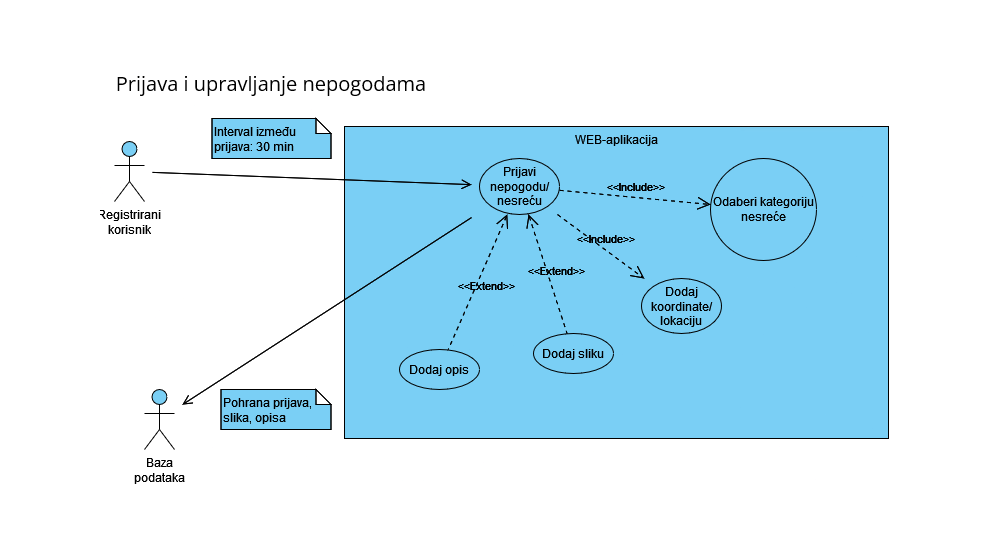 Prijava i upravljanje nepogodama
Interval između
prijava: 30 min
WEB-aplikacija
Registrirani
korisnik
Prijavi
nepogodu/
nesreću
<<Include>>
Odaberi kategoriju
nesreće
<<Include>>
<<Extend>>
<<Extend>>
Dodaj
koordinate/
lokaciju
Dodaj sliku
Dodaj opis
Pohrana prijava,
slika, opisa
Baza
podataka